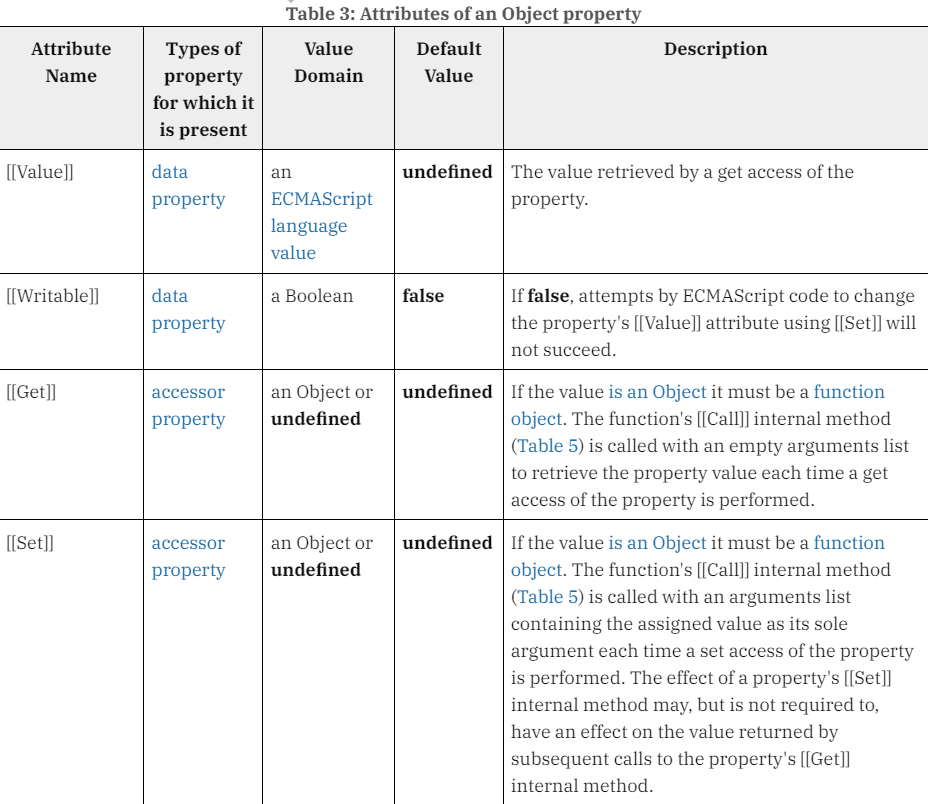 Table 3: Attributes of an Object property
Attribute
Name
Types of
property
for which it
is present
Value
Domain
Default
Value
Description
[[Value]]
data
property
an
ECMAScript
language
value
undefined
The value retrieved by a get access of the
property.
[[Writable]]
data
property
a Boolean
false
If false, attempts by ECMAScript code to change
the property's [[Value]] attribute using [[Set]] will
not succeed.
[[Get]]
accessor
property
an Object or
undefined
undefined
If the value is an Object it must be a function
object. The function's [[Call]] internal method
(Table 5) is called with an empty arguments list
to retrieve the property value each time a get
access of the property is performed.
[[Set]]
accessor
property
an Object or
undefined
undefined
If the value is an Object it must be a function
object. The function's [[Call]] internal method
(Table 5) is called with an arguments list
containing the assigned value as its sole
argument each time a set access of the property
is performed. The effect of a property's [[Set]]
internal method may, but is not required to,
have an effect on the value returned by
subsequent calls to the property's [[Get]]
internal method.